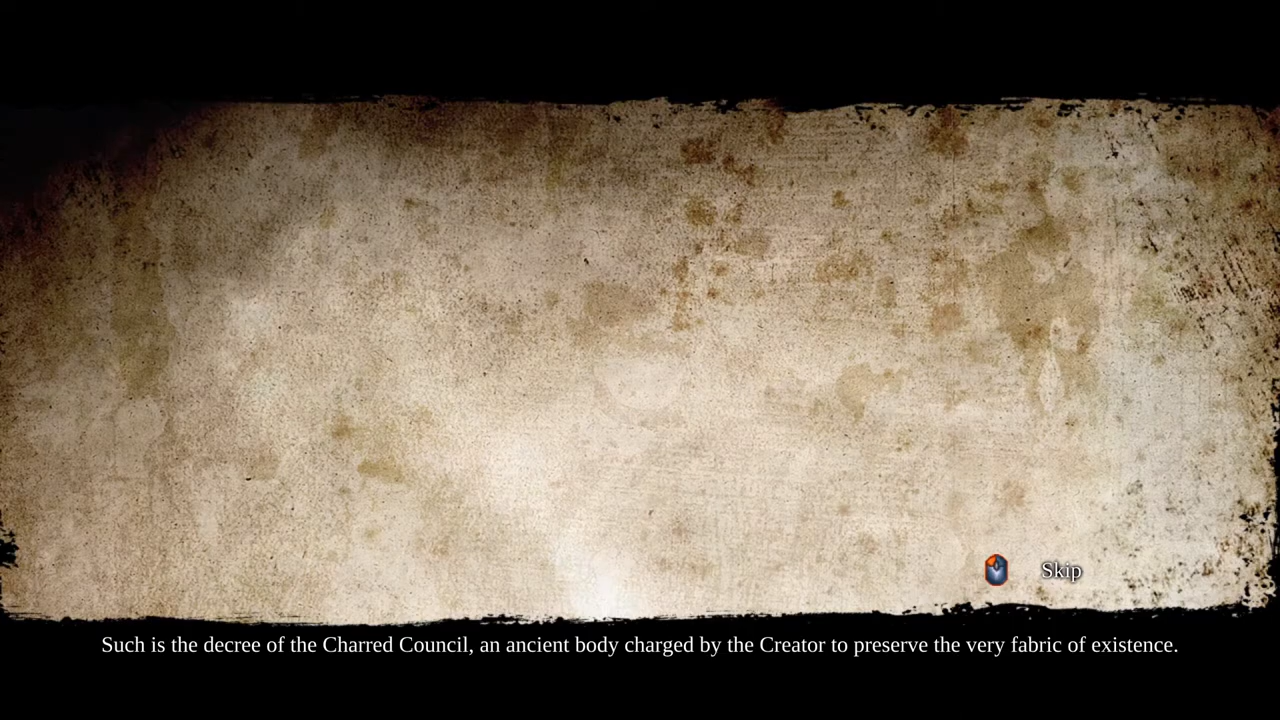 Skip
Such is the decree of the Charred Council, an ancient body charged by the Creator to preserve the very fabric of existence.